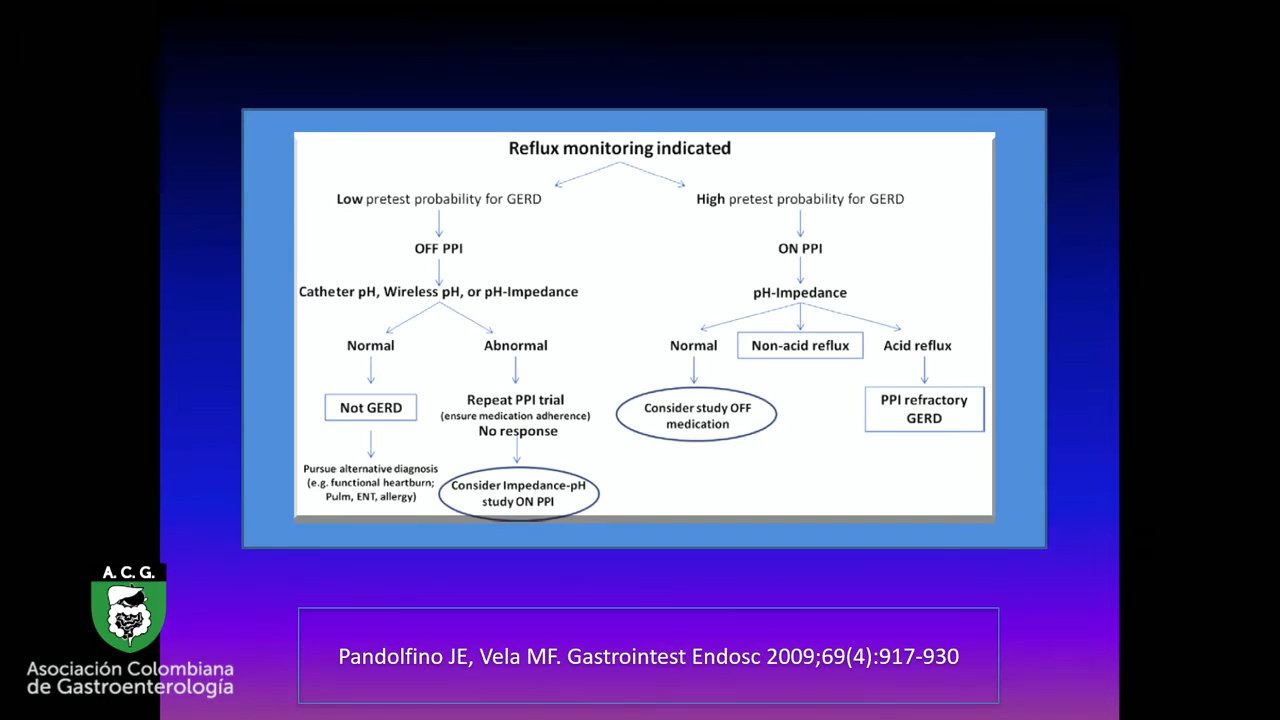 Reflux monitoring indicated
Low pretest probability for GERD
High pretest probability for GERD
OFF PPI
ON PPI
Catheter pH, Wireless pH, or pH-Impedance
pH-Impedance
Normal
Abnormal
Normal
Non-acid reflux
Acid reflux
Not GERD
Repeat PPI trial
(ensure medication adherence)
No response
Consider study OFF
medication
PPI refractory
GERD
Pursue alternative diagnosis
(e.g. functional heartburn;
Pulm, ENT, allergy)
Consider Impedance-pH
study ON PPI
A. C. G.
Asociación Colombiana
de Gastroenterología
Pandolfino JE, Vela MF. Gastrointest Endosc 2009;69(4):917-930